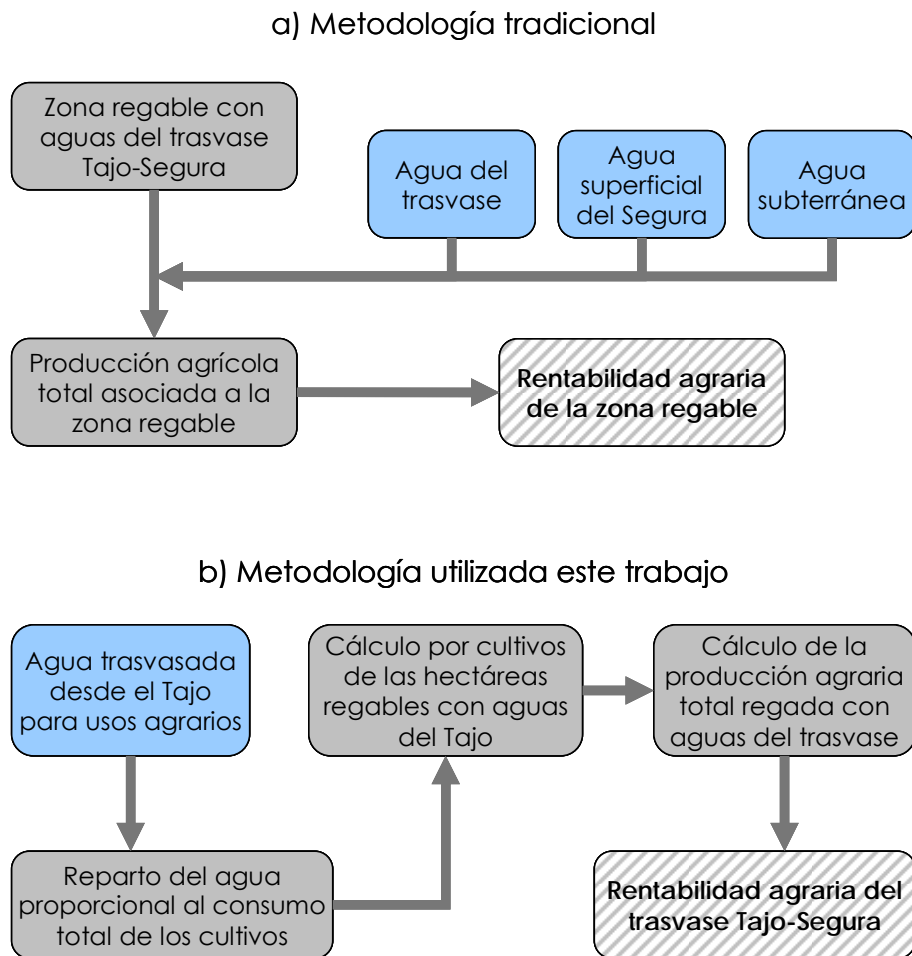 a) Metodología tradicional
Zona regable con
aguas del trasvase
Tajo-Segura
Agua del
trasvase
Agua
superficial
del Segura
Agua
subterránea
Producción agrícola
total asociada a la
zona regable
Rentabilidad agraria
de la zona regable
b) Metodología utilizada este trabajo
Agua trasvasada
desde el Tajo
para usos agrarios
Cálculo por cultivos
de las hectáreas
regables con aguas
del Tajo
Cálculo de la
producción agraria
total regada con
aguas del trasvase
Reparto del agua
proporcional al consumo
total de los cultivos
Rentabilidad agraria del
trasvase Tajo-Segura